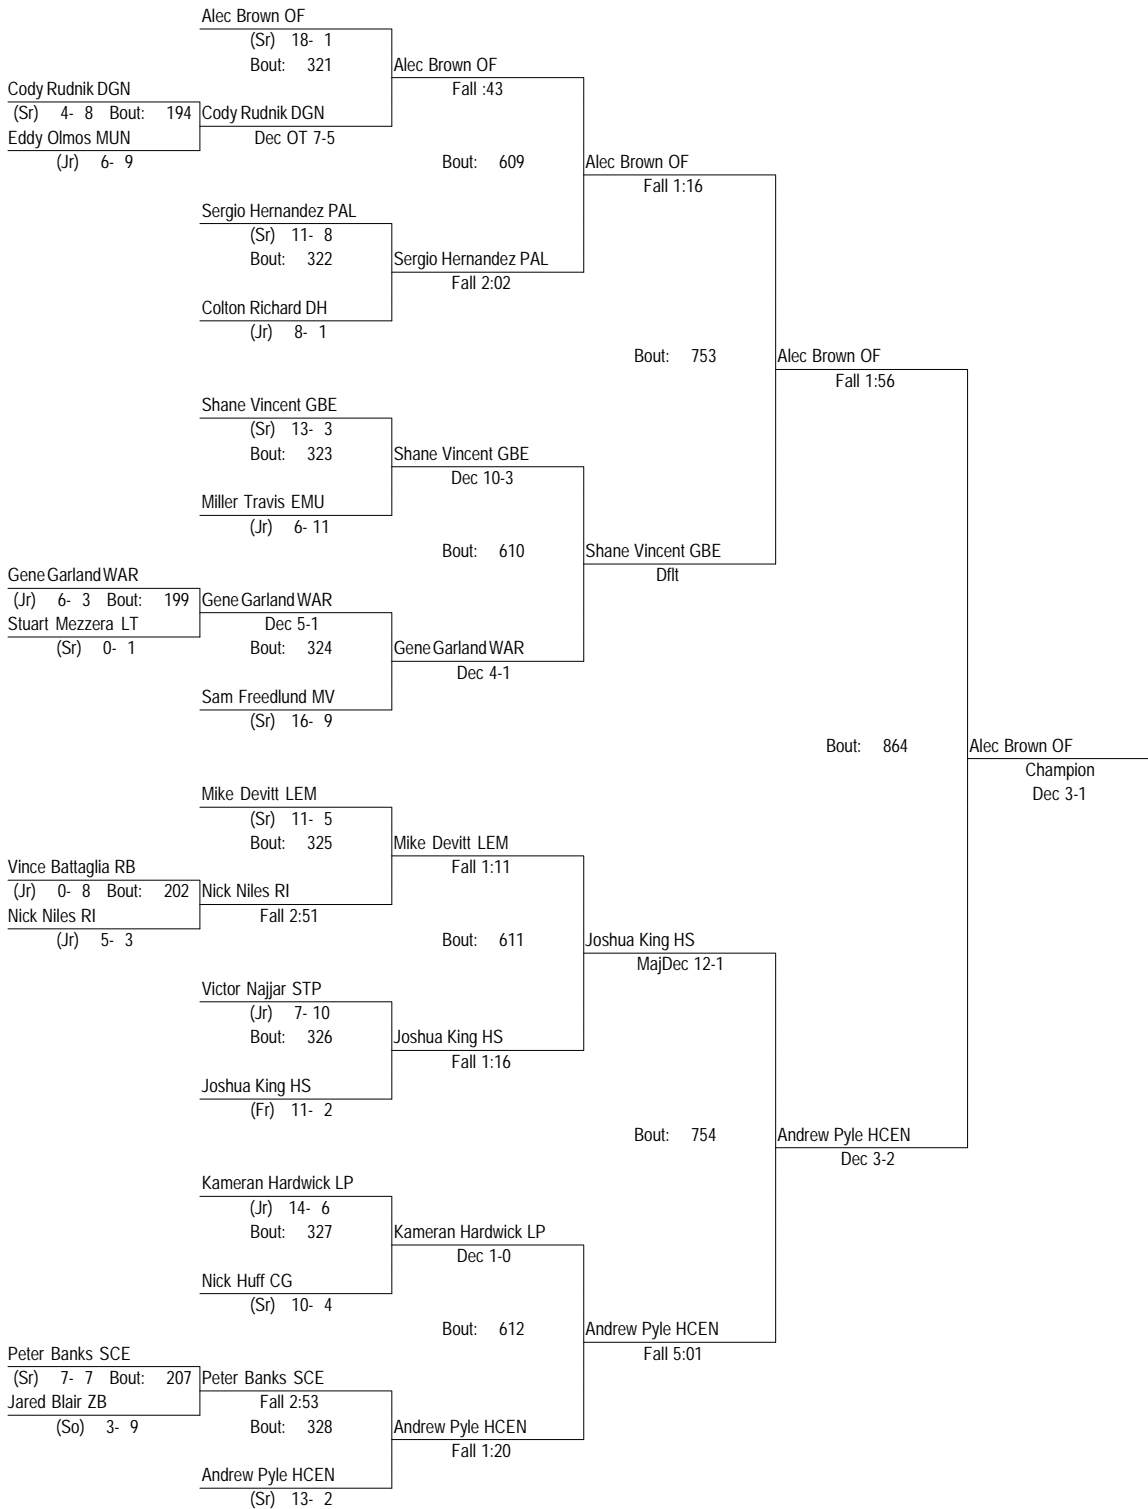 Alec Brown OF
(Sr) 18- 1
Bout: 321
Alec Brown OF
Fall :43
Cody Rudnik DGN
(Sr) 4- 8 Bout: 194
Cody Rudnik DGN
Dec OT 7-5
Eddy Olmos MUN
(Jr) 6- 9
Bout: 609
Alec Brown OF
Fall 1:16
Sergio Hernandez PAL
(Sr) 11- 8
Bout: 322
Sergio Hernandez PAL
Fall 2:02
Colton Richard DH
(Jr) 8- 1
Bout: 753
Alec Brown OF
Fall 1:56
Shane Vincent GBE
(Sr) 13- 3
Bout: 323
Shane Vincent GBE
Dec 10-3
Miller Travis EMU
(Jr) 6- 11
Bout: 610
Shane Vincent GBE
Dflt
Gene Garland WAR
(Jr) 6- 3 Bout: 199
Gene Garland WAR
Dec 5-1
Stuart Mezzera LT
(Sr) 0- 1
Bout: 324
Gene Garland WAR
Dec 4-1
Sam Freedlund MV
(Sr) 16- 9
Bout: 864
Alec Brown OF
Champion
Dec 3-1
Mike Devitt LEM
(Sr) 11- 5
Bout: 325
Mike Devitt LEM
Fall 1:11
Vince Battaglia RB
(Jr) 0- 8 Bout: 202
Nick Niles RI
Fall 2:51
Nick Niles RI
(Jr) 5- 3
Bout: 611
Joshua King HS
MajDec 12-1
Victor Najjar STP
(Jr) 7- 10
Bout: 326
Joshua King HS
Fall 1:16
Joshua King HS
(Fr) 11- 2
Bout: 754
Andrew Pyle HCEN
Dec 3-2
Kameran Hardwick LP
(Jr) 14- 6
Bout: 327
Kameran Hardwick LP
Dec 1-0
Nick Huff CG
(Sr) 10- 4
Bout: 612
Andrew Pyle HCEN
Fall 5:01
Peter Banks SCE
(Sr) 7- 7 Bout: 207
Peter Banks SCE
Fall 2:53
Jared Blair ZB
(So) 3- 9
Bout: 328
Andrew Pyle HCEN
Fall 1:20
Andrew Pyle HCEN
(Sr) 13- 2